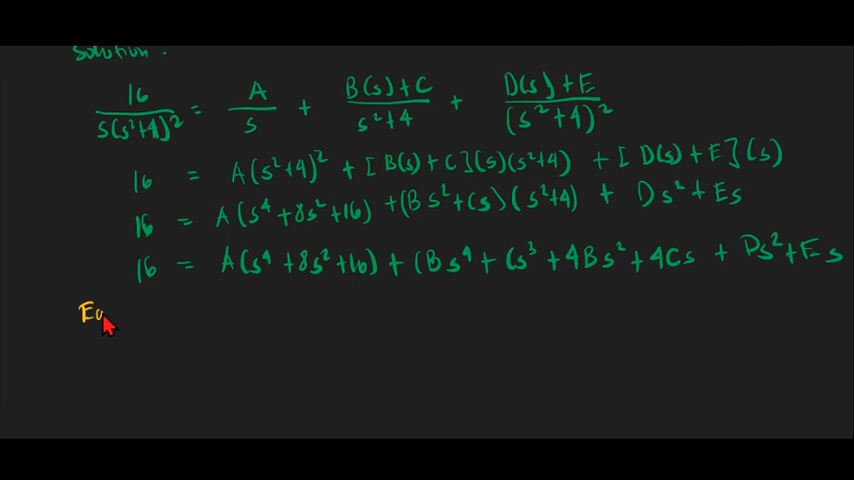 Solution .
16/(s(s²+4)²) = A/s + (B(s)+C)/(s²+4) + (D(s)+E)/(s²+4)²
16 = A(s²+4)² + [B(s)+C](s)(s²+4) + [D(s)+E](s)
16 = A(s⁴+8s²+16) +(Bs²+Cs)(s²+4) + Ds²+Es
16 = A(s⁴+8s²+16) + (Bs⁴ + Cs³ + 4Bs² + 4Cs + Ds²+Es
Eq